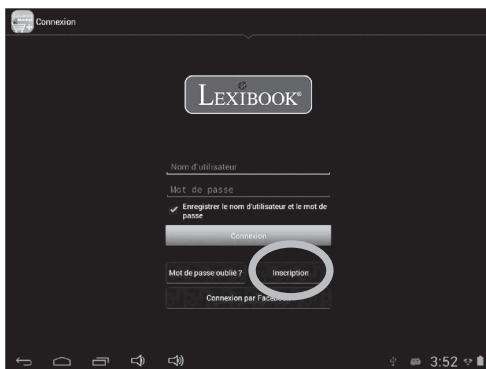 Connexion
LEXIBOOK®
Nom d'utilisateur
Mot de passe
Enregistrer le nom d'utilisateur et le mot de
passe
Connexion
Mot de passe oublié ? Inscription
Connexion par Facebook
3:52